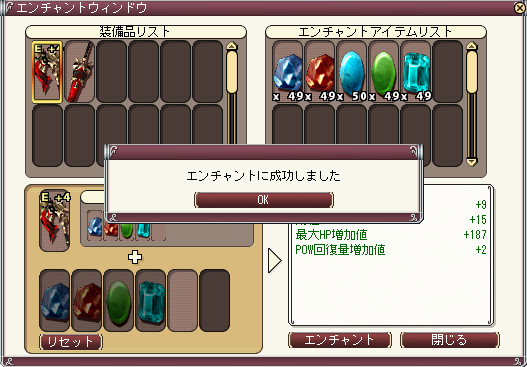 エンチャントウィンドウ
装備品リスト
エンチャントアイテムリスト
E +7
x 49 x 49 x 50 x 49 x 49
エンチャントに成功しました
OK
E +4
+9
+15
最大HP増加値 +187
POW回復量増加値 +2
リセット
エンチャント
閉じる